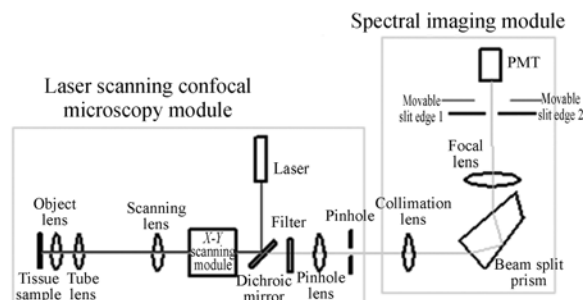 Spectral imaging module
PMT
Movable
slit edge 1
Movable
slit edge 2
Focal
lens
Collimation
lens
Beam split
prism
Laser scanning confocal
microscopy module
Laser
Object
lens
Scanning
lens
X-Y
scanning
module
Filter
Pinhole
Tissue
sample
Tube
lens
Dichroic
mirror
Pinhole
lens